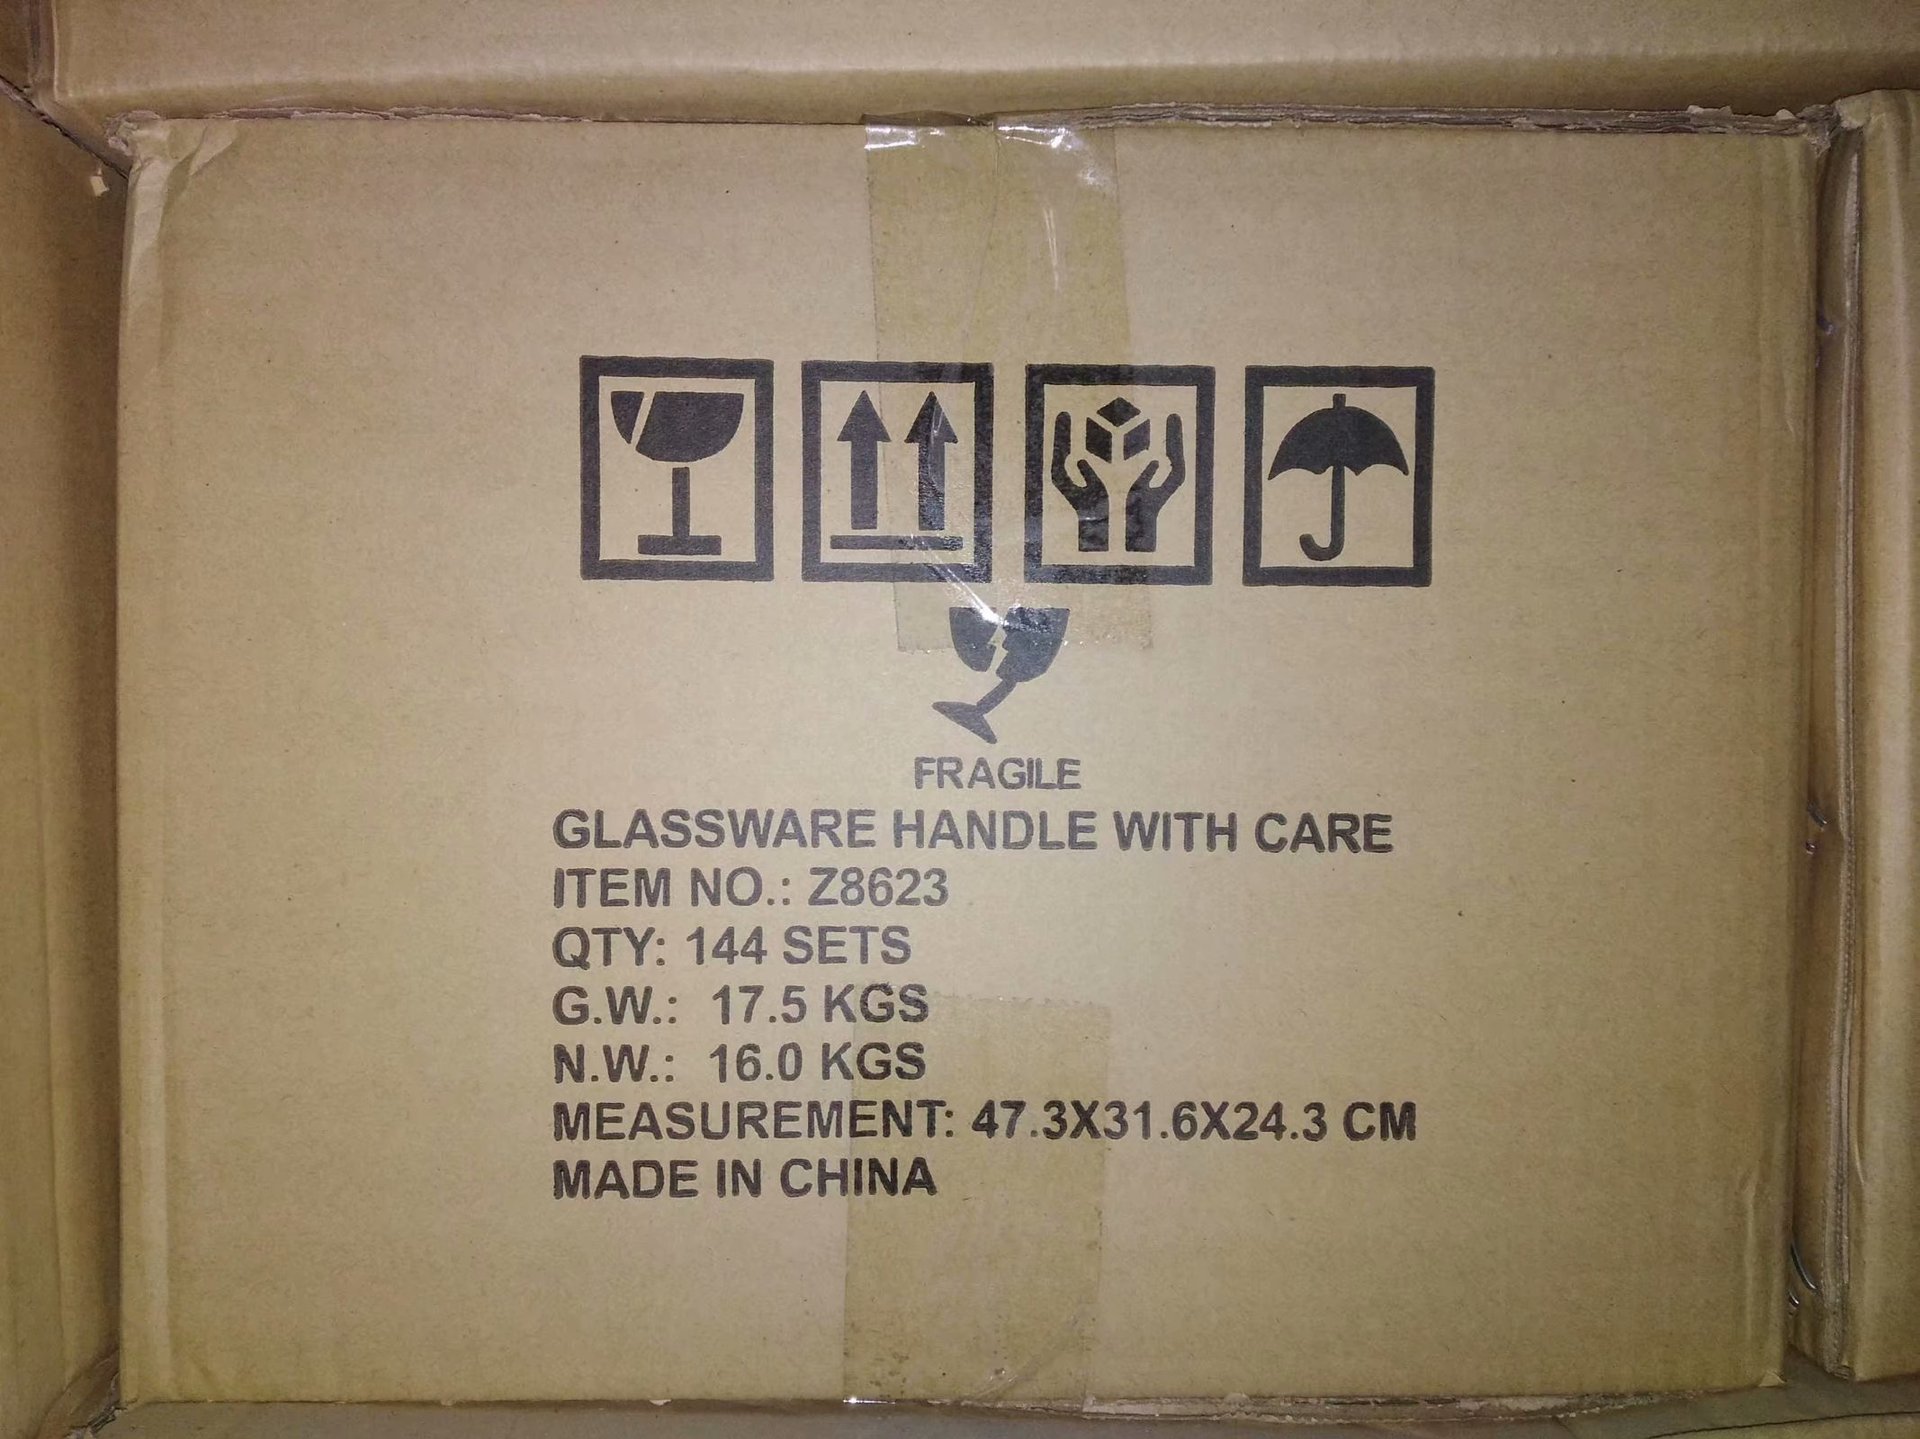 FRAGILE
GLASSWARE HANDLE WITH CARE
ITEM NO.: Z8623
QTY: 144 SETS
G.W.: 17.5 KGS
N.W.: 16.0 KGS
MEASUREMENT: 47.3X31.6X24.3 CM
MADE IN CHINA